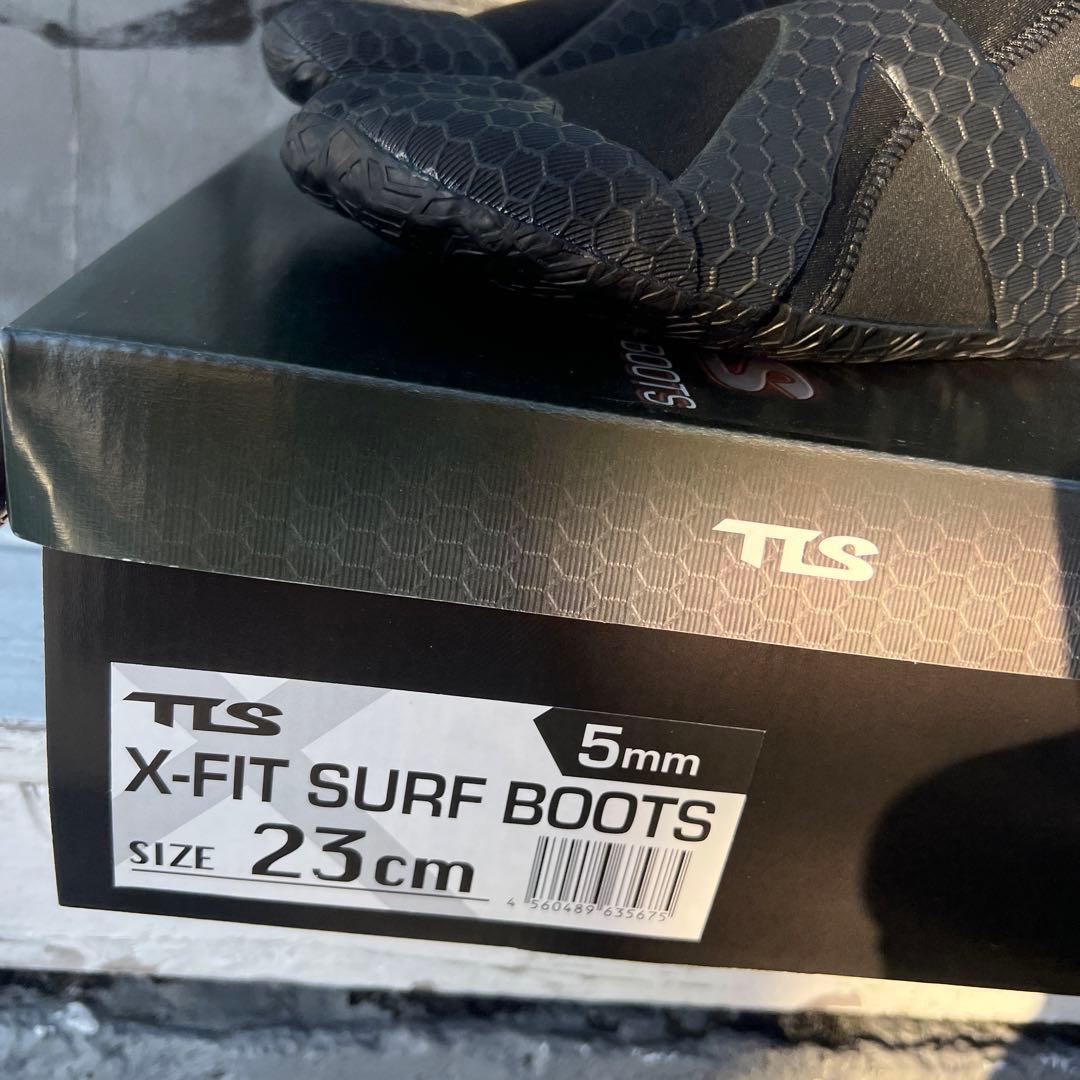 BOOTS
S
TLS
TLS
5mm
X-FIT SURF BOOTS
SIZE 23cm
4 560489 635675